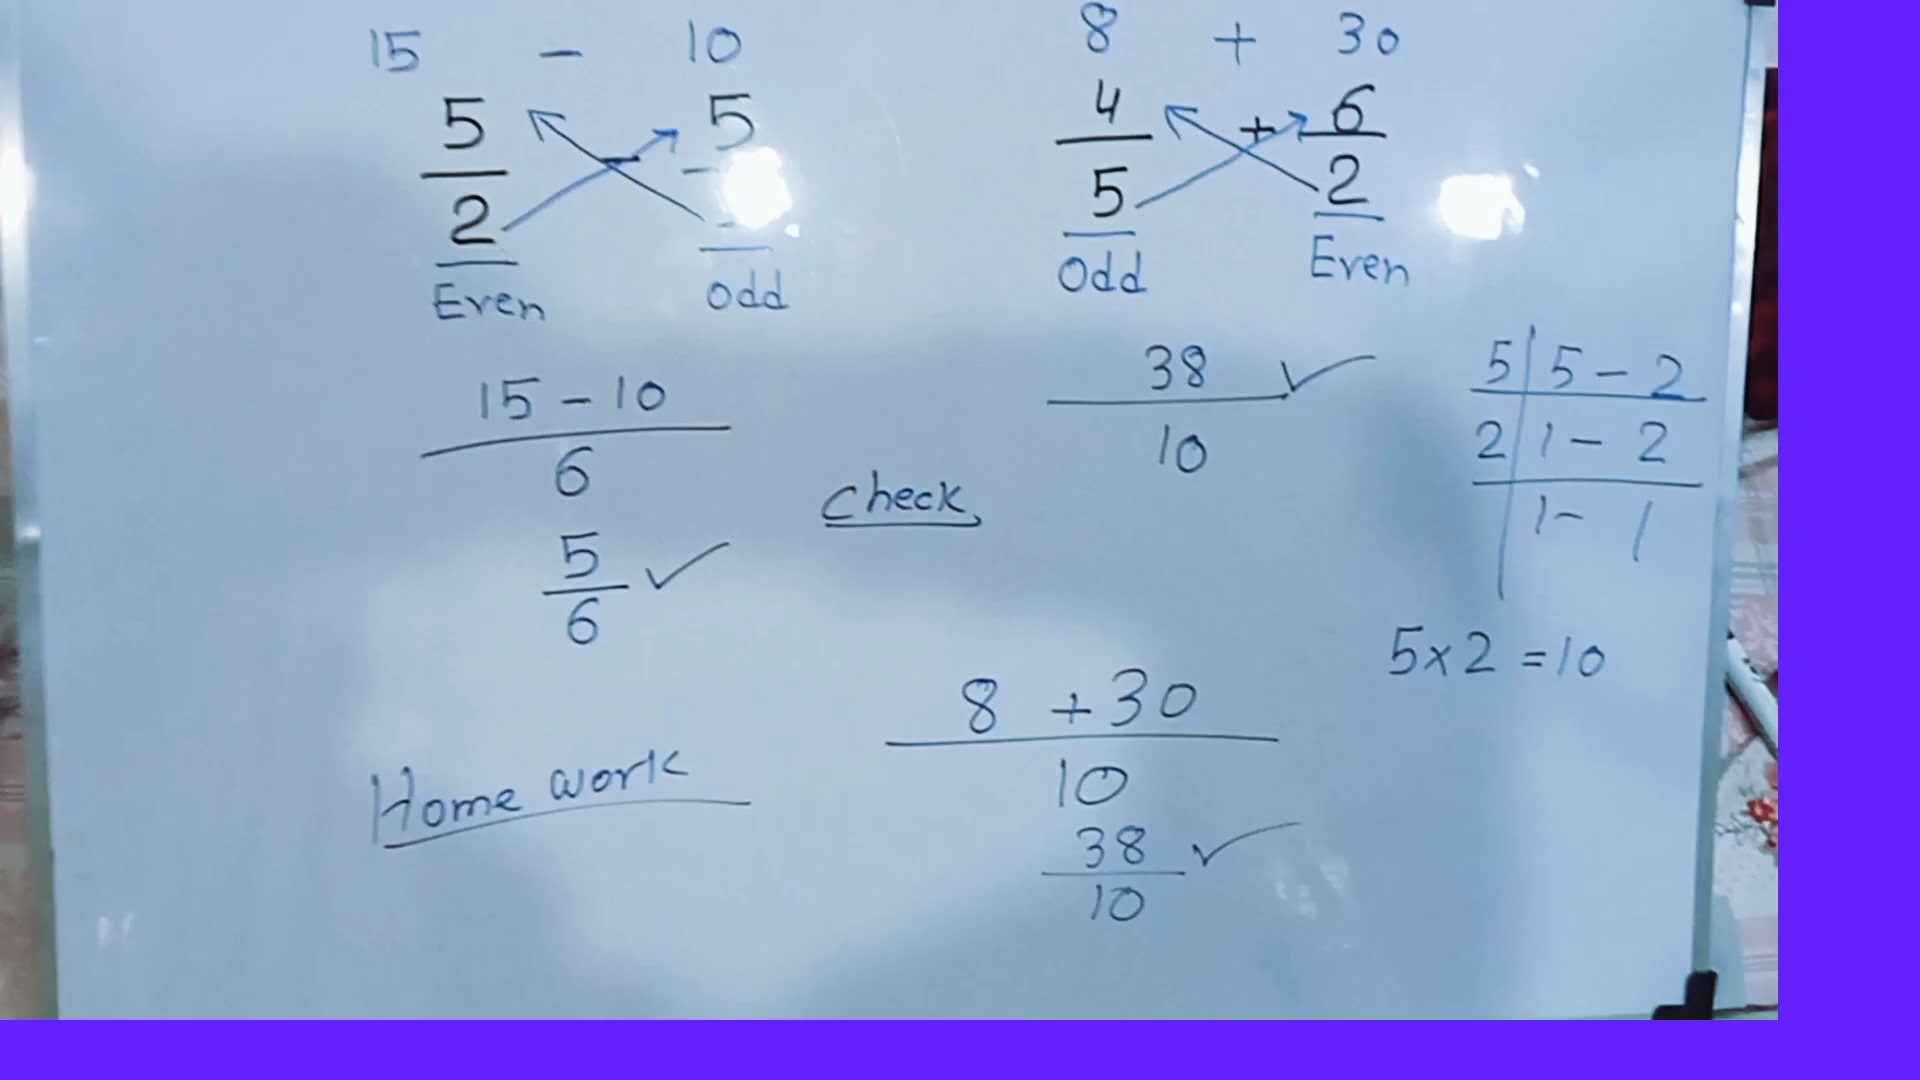 15 - 10
5 - 5
2
Even Odd
15 - 10
6
5
6 ✓
Home work
Check
8 + 30
4 + 6
5 2
Odd Even
38 ✓
10
8 + 30
10
38 ✓
10
5 | 5 - 2
2 | 1 - 2
1 - 1
5 x 2 = 10